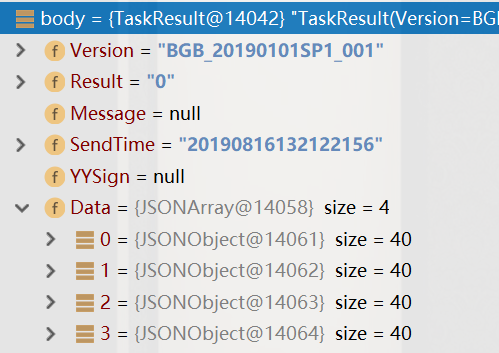 body = {TaskResult@14042} "TaskResult(Version=BG
f Version = "BGB_20190101SP1_001"
f Result = "0"
f Message = null
f SendTime = "20190816132122156"
f YYSign = null
f Data = {JSONArray@14058} size = 4
0 = {JSONObject@14061} size = 40
1 = {JSONObject@14062} size = 40
2 = {JSONObject@14063} size = 40
3 = {JSONObject@14064} size = 40